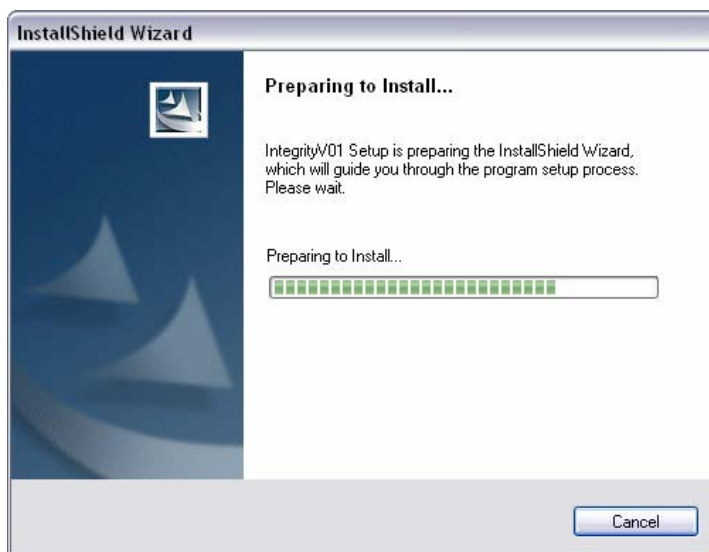 InstallShield Wizard
Preparing to Install...
IntegrityV01 Setup is preparing the InstallShield Wizard,
which will guide you through the program setup process.
Please wait.
Preparing to Install...
Cancel